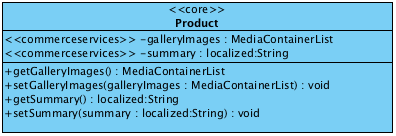 <<core>>
Product
<<commerceservices>> -galleryImages : MediaContainerList
<<commerceservices>> -summary : localized:String
+getGalleryImages() : MediaContainerList
+setGalleryImages(galleryImages : MediaContainerList) : void
+getSummary() : localized:String
+setSummary(summary : localized:String) : void